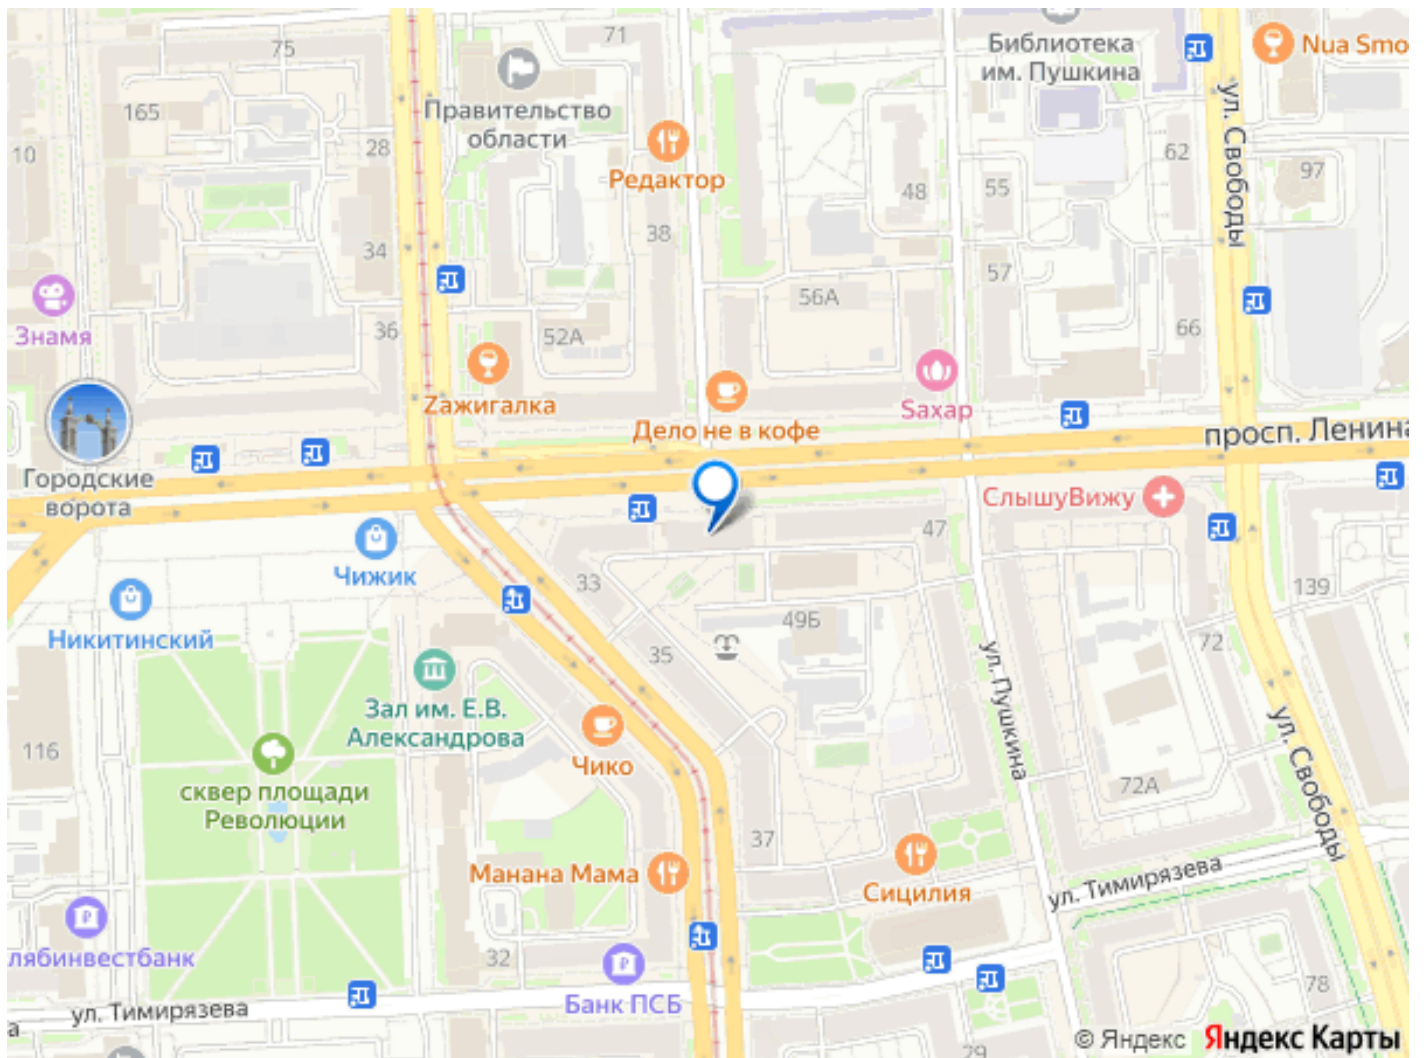 75
71
Библиотека
им. Пушкина
Nua Smo
Правительство
области
165
28
10
ул. Свободы
62
97
Редактор
48
55
38
34
57
56А
Знамя
36
52А
66
Zажигалка
Saxap
Дело не в кофе
просп. Ленина
Городские
ворота
СлышуВижу
47
Чижик
33
139
Никитинский
49Б
72
35
ул. Пушкина
Зал им. Е.В.
Александрова
116
Чико
ул. Свободы
сквер площади
Революции
72А
37
Манана Мама
Сицилия
ул. Тимирязева
лябинвестбанк
32
Банк ПСБ
78
ул. Тимирязева
а
29
© Яндекс Яндекс Карты